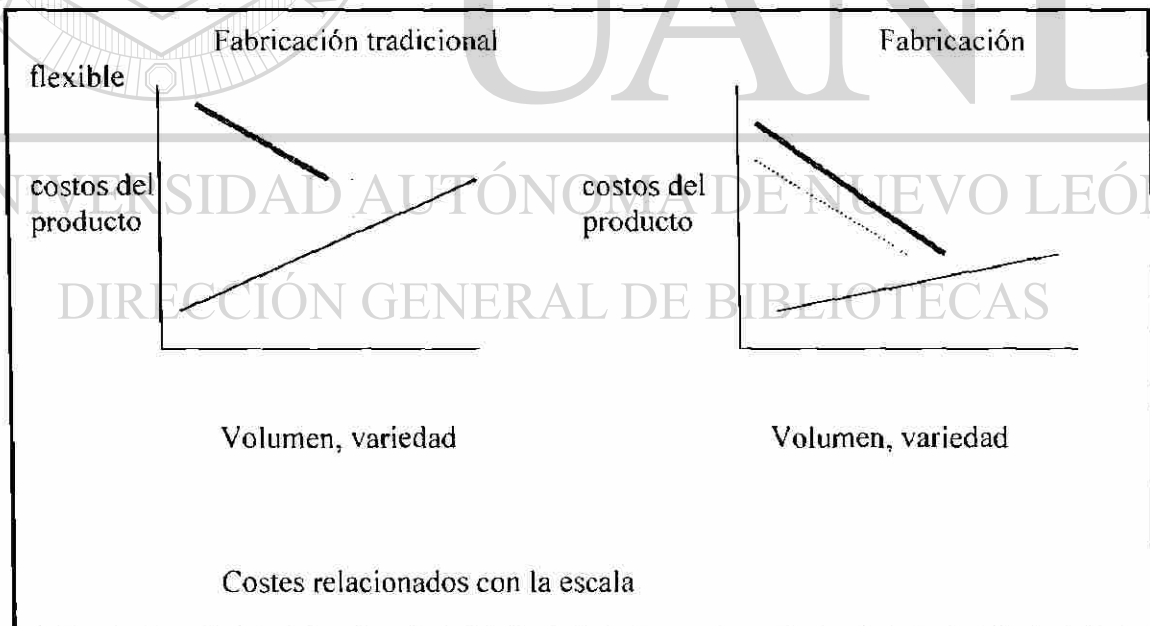 UANL
Fabricación tradicional Fabricación
flexible
costos del
producto
costos del
producto
UNIVERSIDAD AUTÓNOMA DE NUEVO LEÓN
DIRECCIÓN GENERAL DE BIBLIOTECAS
Volumen, variedad Volumen, variedad
Costes relacionados con la escala